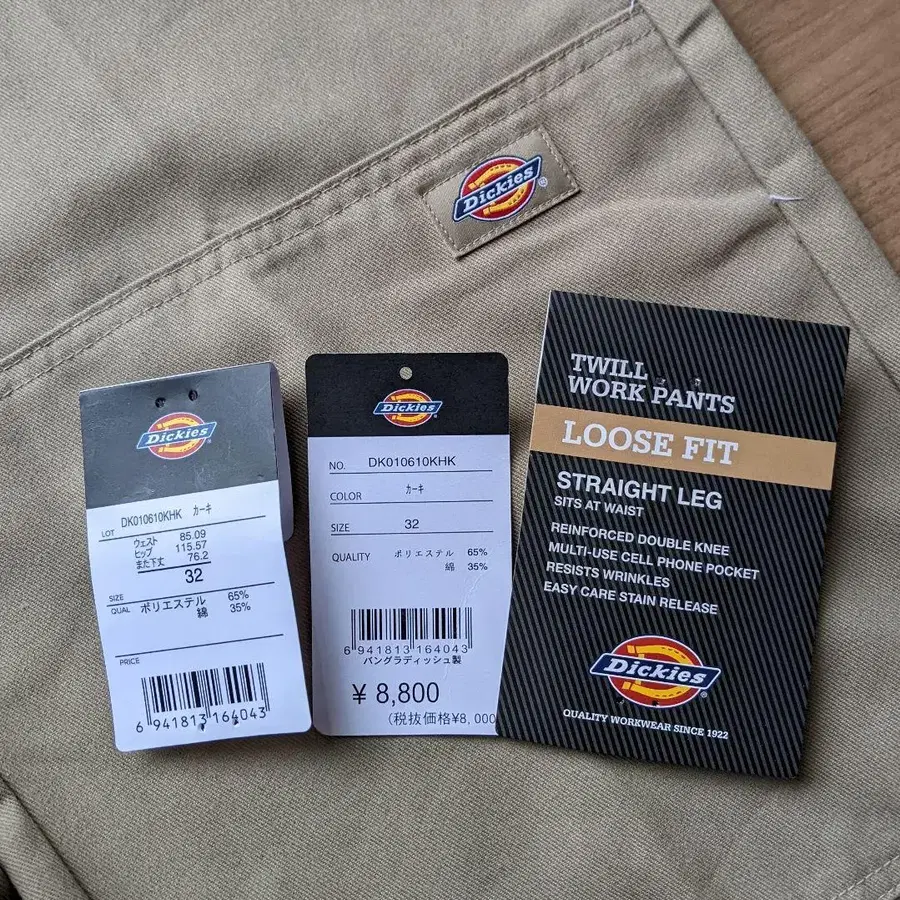 Dickies®
Dickies
LOT DK010610KHK カーキ
ウェスト 85.09
ヒップ 115.57
また下丈 76.2
SIZE 32
QUAL ポリエステル 65%
綿 35%
PRICE
6 941813 164043
Dickies
NO. DK010610KHK
COLOR カーキ
SIZE 32
QUALITY ポリエステル 65%
綿 35%
6 941813 164043
バングラディッシュ製
¥ 8,800
(税抜価格¥8,000
TWILL
WORK PANTS
LOOSE FIT
STRAIGHT LEG
SITS AT WAIST
REINFORCED DOUBLE KNEE
MULTI-USE CELL PHONE POCKET
RESISTS WRINKLES
EASY CARE STAIN RELEASE
Dickies
QUALITY WORKWEAR SINCE 1922